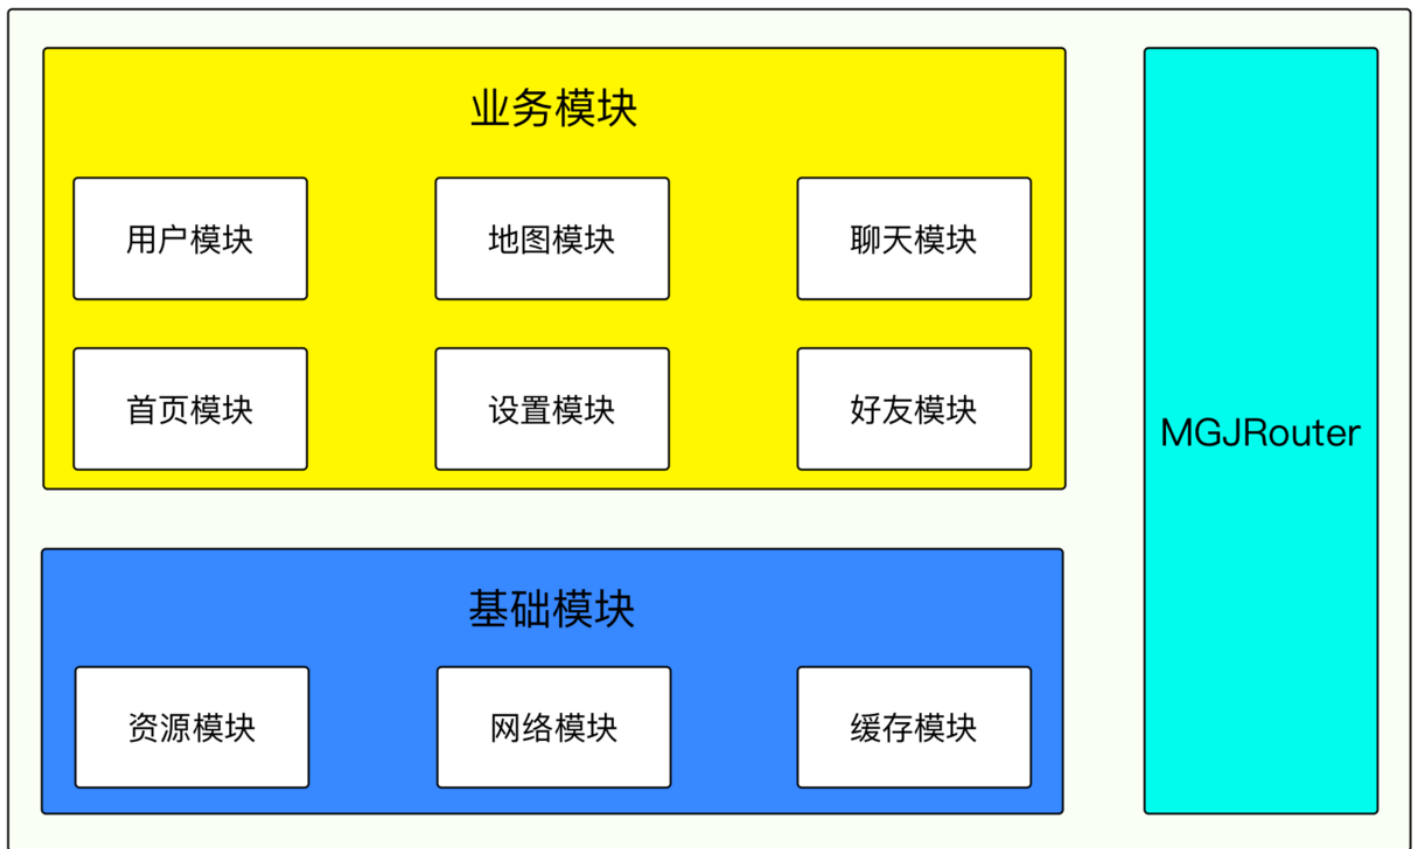 业务模块
用户模块
地图模块
聊天模块
首页模块
设置模块
好友模块
MGJRouter
基础模块
资源模块
网络模块
缓存模块